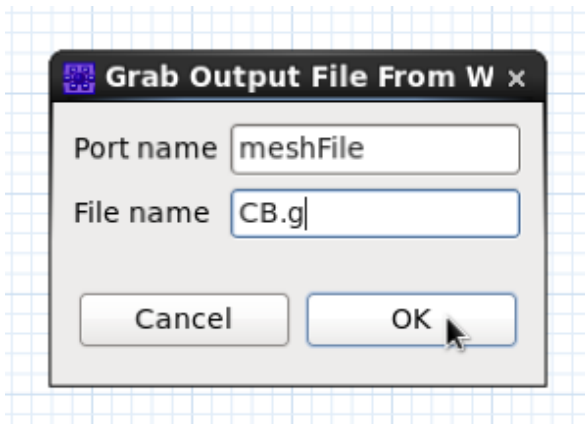 Grab Output File From W
Port name meshFile
File name CB.g
Cancel OK